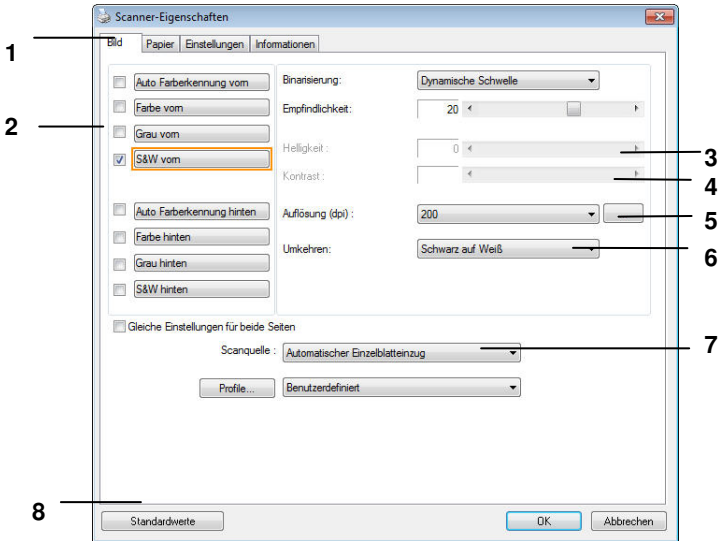 Scanner-Eigenschaften
Bild Papier Einstellungen Informationen
1
Auto Farberkennung vorn
Farbe vorn
Grau vorn
S&W vorn
2
Auto Farberkennung hinten
Farbe hinten
Grau hinten
S&W hinten
Binarisierung: Dynamische Schwelle
Empfindlichkeit: 20
Helligkeit : 0
3
Kontrast :
4
Auflösung (dpi) : 200
5
Umkehren: Schwarz auf Weiß
6
Gleiche Einstellungen für beide Seiten
Scanquelle : Automatischer Einzelblatteinzug
7
Profile... Benutzerdefiniert
8
Standardwerte OK Abbrechen